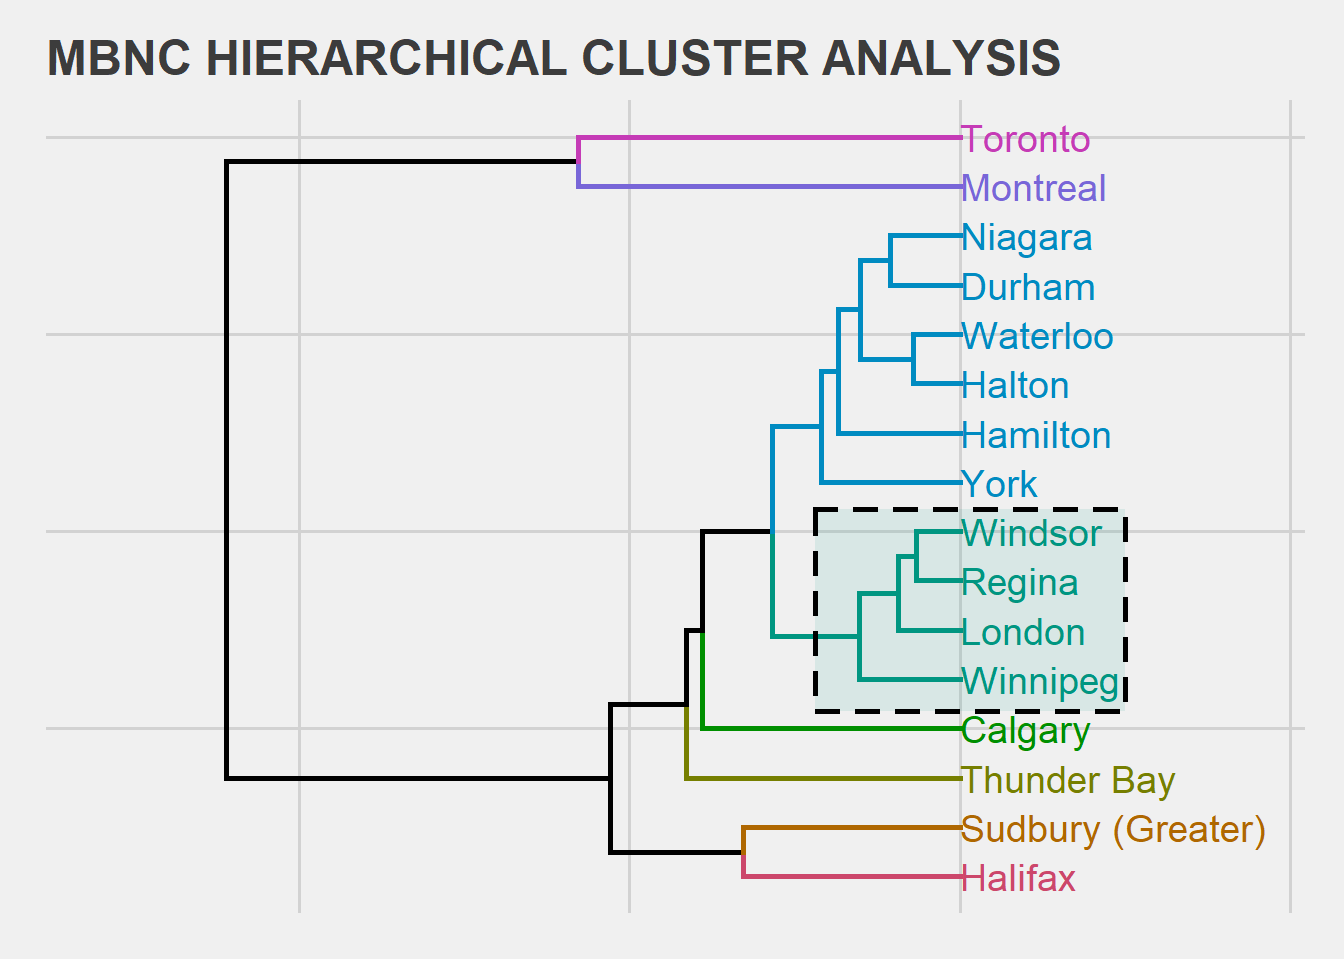 MBNC HIERARCHICAL CLUSTER ANALYSIS
Toronto
Montreal
Niagara
Durham
Waterloo
Halton
Hamilton
York
Windsor
Regina
London
Winnipeg
Calgary
Thunder Bay
Sudbury (Greater)
Halifax